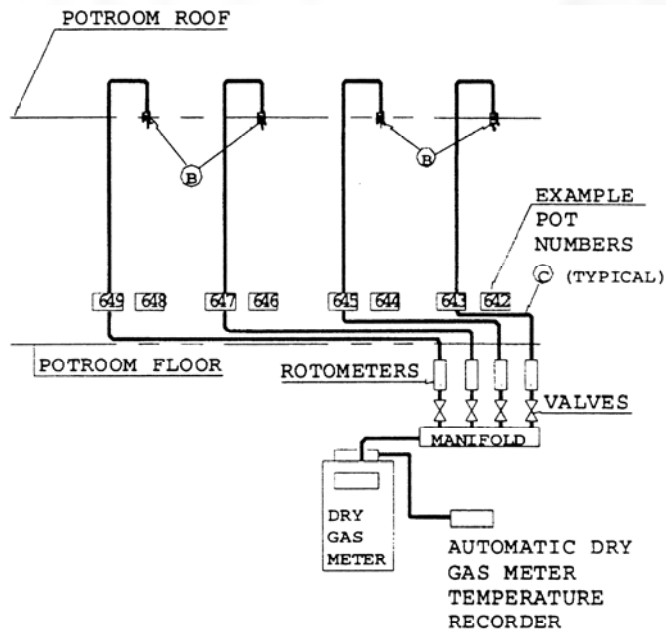 POTROOM ROOF
B
B
EXAMPLE
POT
NUMBERS
C (TYPICAL)
649 648 647 646 645 644 643 642
POTROOM FLOOR
ROTOMETERS
VALVES
MANIFOLD
DRY
GAS
METER
AUTOMATIC DRY
GAS METER
TEMPERATURE
RECORDER